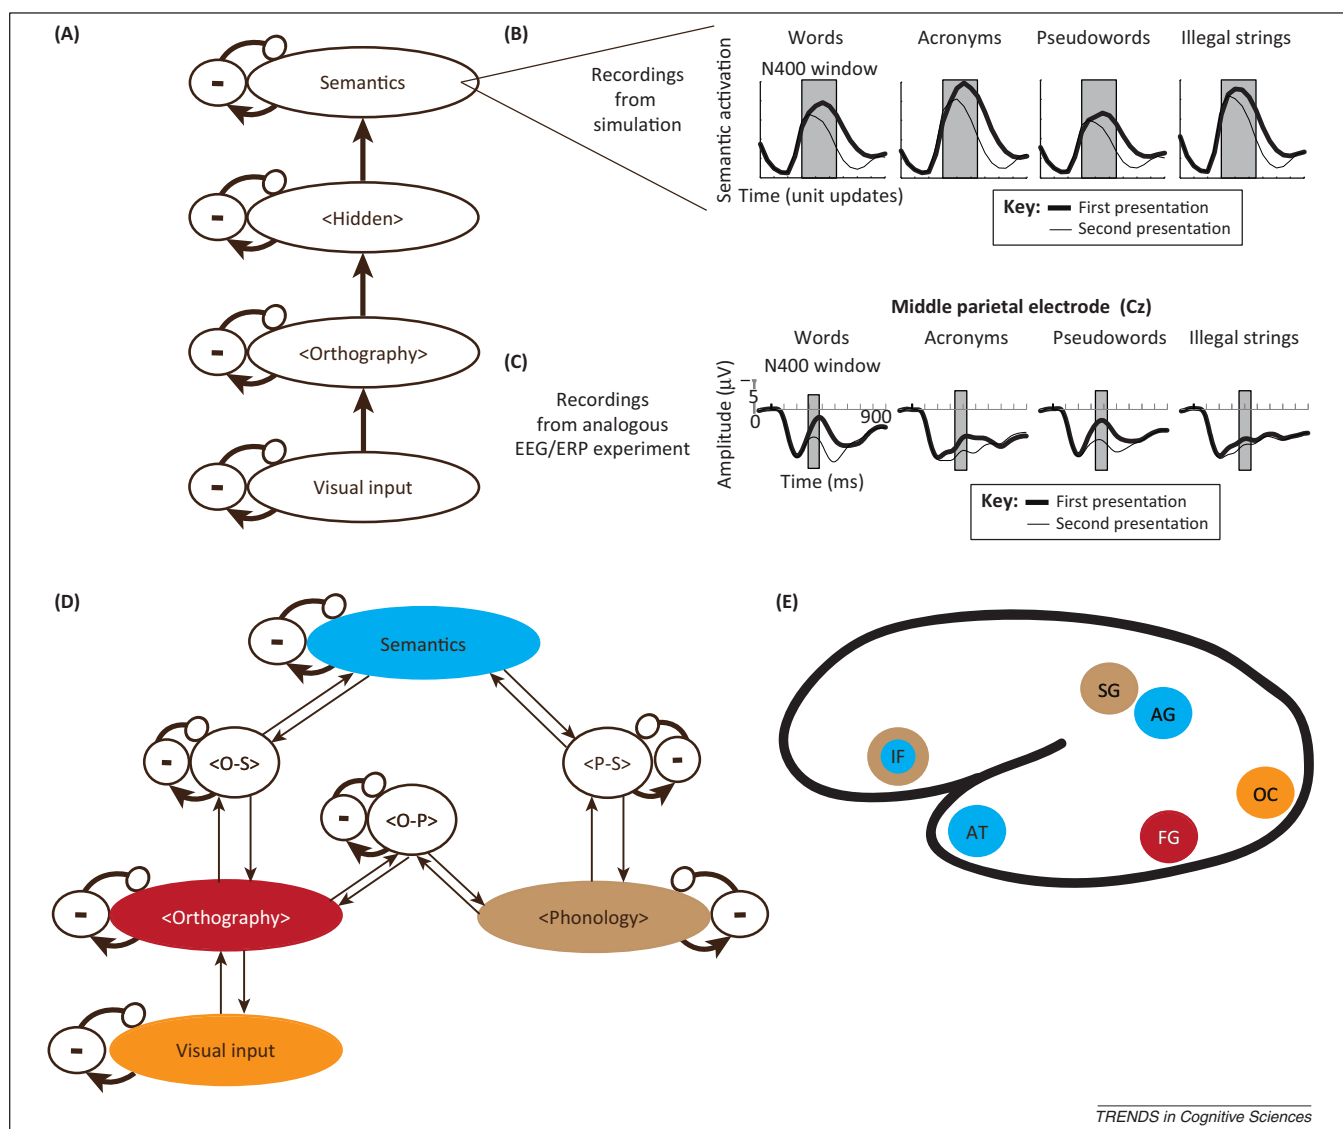 (A)
Semantics
<Hidden>
<Orthography>
Visual input
-
-
-
-
(B)
Recordings
from
simulation
Semantic activation
Words
N400 window
Acronyms
Pseudowords
Illegal strings
Time (unit updates)
Key: First presentation
Second presentation
(C)
Recordings
from analogous
EEG/ERP experiment
Middle parietal electrode (Cz)
Words
N400 window
Acronyms
Pseudowords
Illegal strings
Amplitude (µV)
–
5
0
900
Time (ms)
Key: First presentation
Second presentation
(D)
Semantics
<O-S>
<P-S>
<O-P>
<Orthography>
<Phonology>
Visual input
-
-
-
-
-
-
-
(E)
SG
AG
IF
OC
AT
FG
TRENDS in Cognitive Sciences